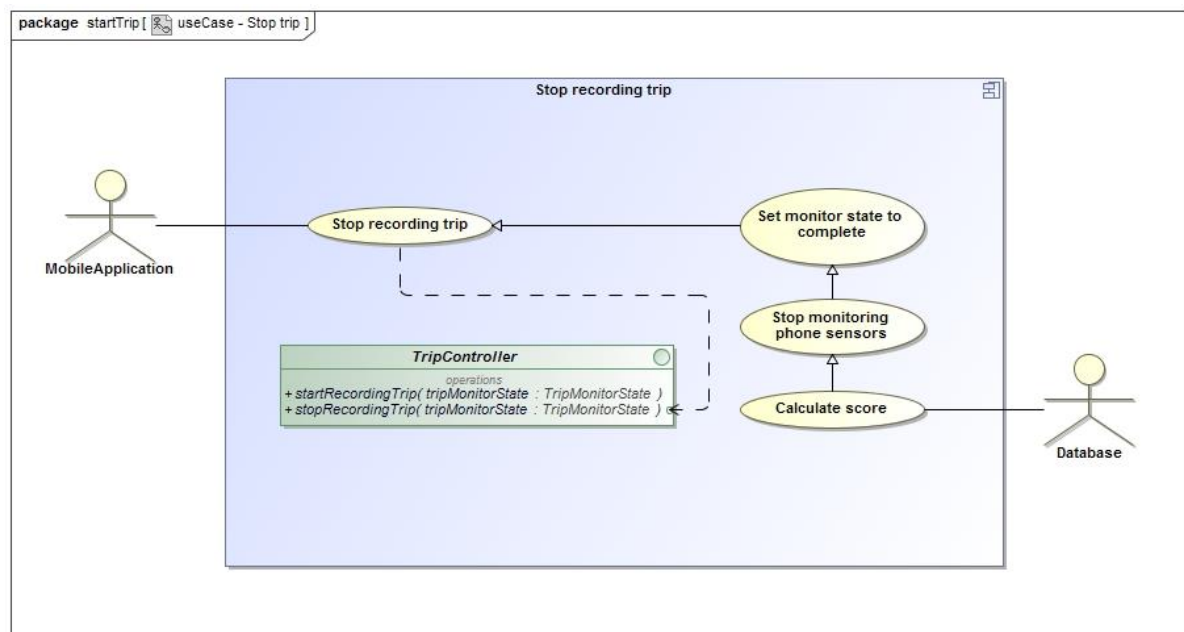 package startTrip [ useCase - Stop trip ]
Stop recording trip
MobileApplication
Stop recording trip
Set monitor state to
complete
Stop monitoring
phone sensors
TripController
operations
+ startRecordingTrip( tripMonitorState : TripMonitorState )
+ stopRecordingTrip( tripMonitorState : TripMonitorState )
Calculate score
Database